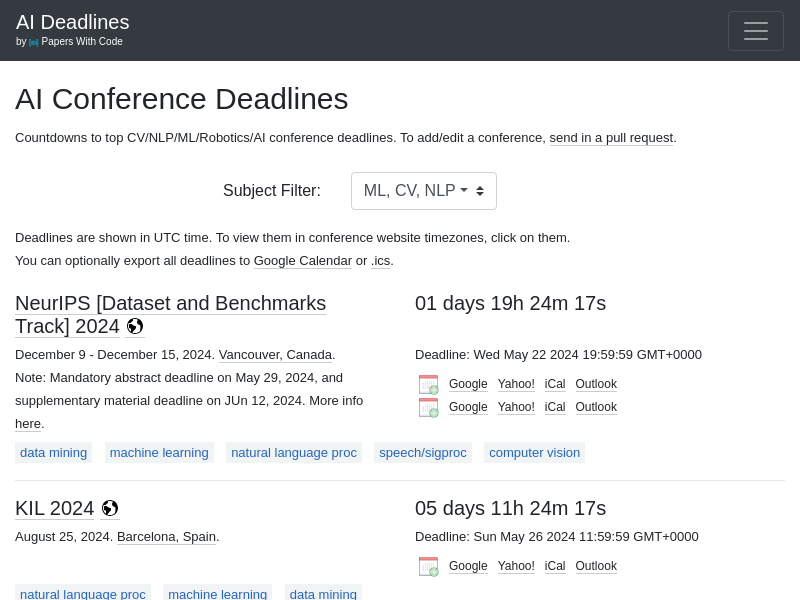 AI Deadlines
by Papers With Code
AI Conference Deadlines
Countdowns to top CV/NLP/ML/Robotics/AI conference deadlines. To add/edit a conference, send in a pull request.
Subject Filter: ML, CV, NLP
Deadlines are shown in UTC time. To view them in conference website timezones, click on them.
You can optionally export all deadlines to Google Calendar or .ics.
NeurIPS [Dataset and Benchmarks
Track] 2024
01 days 19h 24m 17s
December 9 - December 15, 2024. Vancouver, Canada.
Note: Mandatory abstract deadline on May 29, 2024, and
supplementary material deadline on JUn 12, 2024. More info
here.
Deadline: Wed May 22 2024 19:59:59 GMT+0000
Google Yahoo! iCal Outlook
Google Yahoo! iCal Outlook
data mining machine learning natural language proc speech/sigproc computer vision
KIL 2024
05 days 11h 24m 17s
August 25, 2024. Barcelona, Spain.
Deadline: Sun May 26 2024 11:59:59 GMT+0000
Google Yahoo! iCal Outlook
natural language proc machine learning data mining